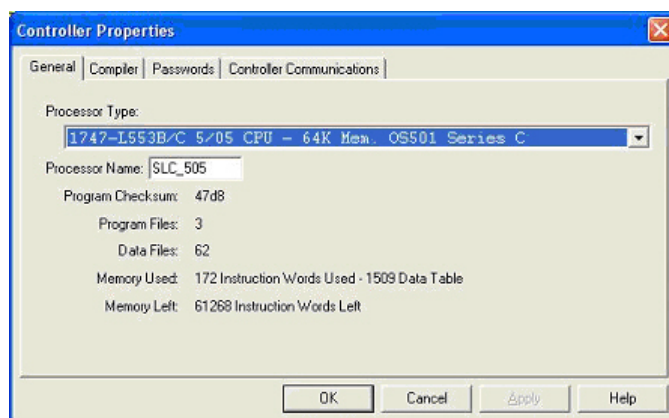 Controller Properties
General Compiler Passwords Controller Communications
Processor Type:
1747-L553B/C 5/05 CPU - 64K Mem. OS501 Series C
Processor Name: SLC_505
Program Checksum: 47d8
Program Files: 3
Data Files: 62
Memory Used: 172 Instruction Words Used - 1509 Data Table
Memory Left: 61268 Instruction Words Left
OK Cancel Apply Help